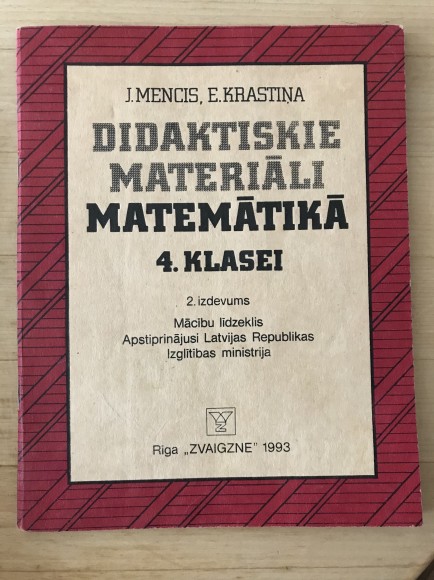 J.MENCIS, E.KRASTIŅA
DIDAKTISKIE
MATERIĀLI
MATEMĀTIKĀ
4. KLASEI
2. izdevums
Mācību līdzeklis
Apstiprinājusi Latvijas Republikas
Izglītības ministrija
Rīga „ZVAIGZNE” 1993